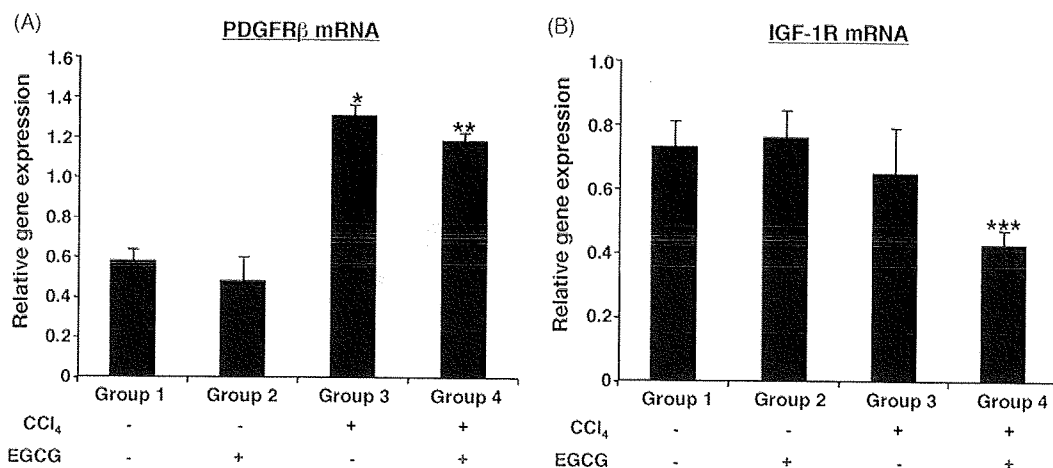 (A)
PDGFRβ mRNA
Relative gene expression
1.6
1.4
1.2
1.0
0.8
0.6
0.4
0.2
0
*
**
Group 1 Group 2 Group 3 Group 4
CCl₄ - - + +
EGCG - + - +
(B)
IGF-1R mRNA
Relative gene expression
1.0
0.8
0.6
0.4
0.2
0
***
Group 1 Group 2 Group 3 Group 4
CCl₄ - - + +
EGCG - + - +